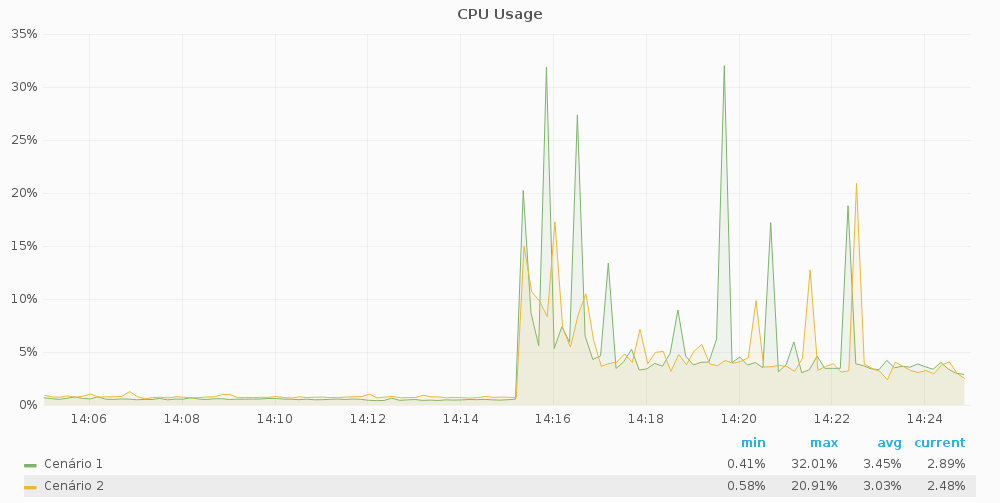 CPU Usage
35%
30%
25%
20%
15%
10%
5%
0%
14:06 14:08 14:10 14:12 14:14 14:16 14:18 14:20 14:22 14:24
min max avg current
Cenário 1 0.41% 32.01% 3.45% 2.89%
Cenário 2 0.58% 20.91% 3.03% 2.48%